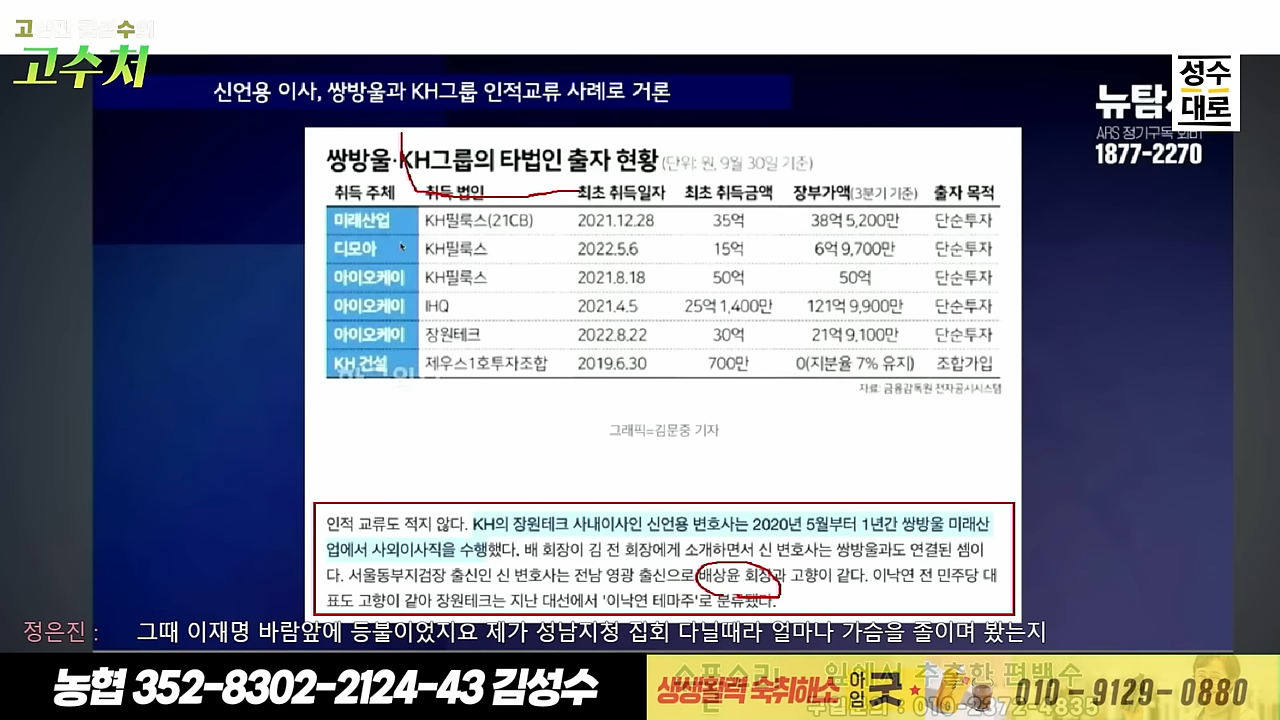 고수처
신언용 이사, 쌍방울과 KH그룹 인적교류 사례로 거론
성수
대로
뉴탐사
ARS 정기구독 회비
1877-2270
쌍방울·KH그룹의 타법인 출자 현황 (단위: 원, 9월 30일 기준)
취득 주체 취득 법인 최초 취득일자 최초 취득금액 장부가액(3분기 기준) 출자 목적
미래산업 KH필룩스(21CB) 2021.12.28 35억 38억 5,200만 단순투자
디모아 KH필룩스 2022.5.6 15억 6억 9,700만 단순투자
아이오케이 KH필룩스 2021.8.18 50억 50억 단순투자
아이오케이 IHQ 2021.4.5 25억 1,400만 121억 9,900만 단순투자
아이오케이 장원테크 2022.8.22 30억 21억 9,100만 단순투자
KH 건설 제우스1호투자조합 2019.6.30 700만 0(지분율 7% 유지) 조합가입
자료: 금융감독원 전자공시시스템
그래픽=김문중 기자
인적 교류도 적지 않다. KH의 장원테크 사내이사인 신언용 변호사는 2020년 5월부터 1년간 쌍방울 미래산
업에서 사외이사직을 수행했다. 배 회장이 김 전 회장에게 소개하면서 신 변호사는 쌍방울과도 연결된 셈이
다. 서울동부지검장 출신인 신 변호사는 전남 영광 출신으로 배상윤 회장과 고향이 같다. 이낙연 전 민주당 대
표도 고향이 같아 장원테크는 지난 대선에서 '이낙연 테마주'로 분류됐다.
정은진 : 그때 이재명 바람앞에 등불이었지요 제가 성남지청 집회 다닐때라 얼마나 가슴을 졸이며 봤는지
농협 352-8302-2124-43 김성수
생생활력 숙취해소 아임굿 010-9129-0880